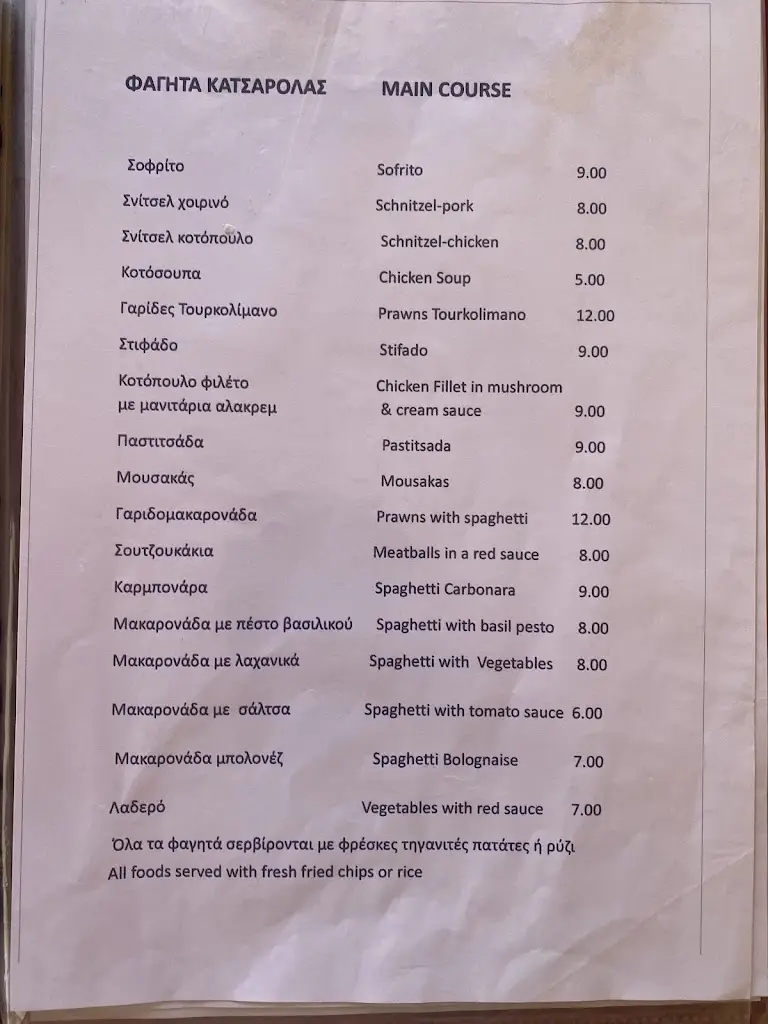 ΦΑΓΗΤΑ ΚΑΤΣΑΡΟΛΑΣ MAIN COURSE
Σοφρίτο Sofrito 9.00
Σνίτσελ χοιρινό Schnitzel-pork 8.00
Σνίτσελ κοτόπουλο Schnitzel-chicken 8.00
Κοτόσουπα Chicken Soup 5.00
Γαρίδες Τουρκολίμανο Prawns Tourkolimano 12.00
Στιφάδο Stifado 9.00
Κοτόπουλο φιλέτο Chicken Fillet in mushroom
με μανιτάρια αλακρεμ & cream sauce 9.00
Παστιτσάδα Pastitsada 9.00
Μουσακάς Mousakas 8.00
Γαριδομακαρονάδα Prawns with spaghetti 12.00
Σουτζουκάκια Meatballs in a red sauce 8.00
Καρμπονάρα Spaghetti Carbonara 9.00
Μακαρονάδα με πέστο βασιλικού Spaghetti with basil pesto 8.00
Μακαρονάδα με λαχανικά Spaghetti with Vegetables 8.00
Μακαρονάδα με σάλτσα Spaghetti with tomato sauce 6.00
Μακαρονάδα μπολονέζ Spaghetti Bolognaise 7.00
Λαδερό Vegetables with red sauce 7.00
Όλα τα φαγητά σερβίρονται με φρέσκες τηγανιτές πατάτες ή ρύζι
All foods served with fresh fried chips or rice